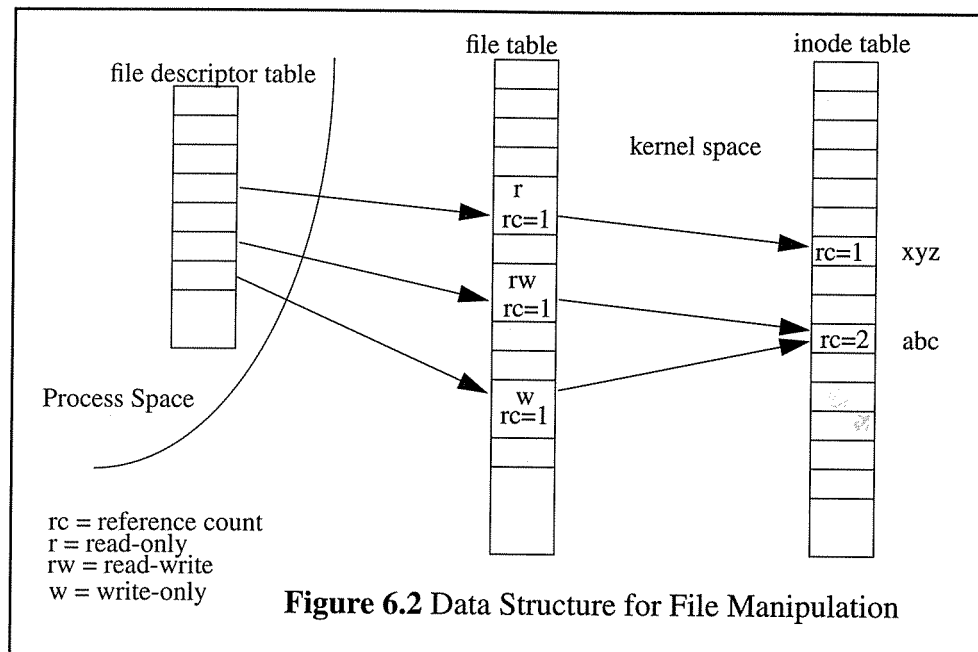 file descriptor table
file table
inode table
kernel space
r
rc=1
rw
rc=1
w
rc=1
rc=1
xyz
rc=2
abc
Process Space
rc = reference count
r = read-only
rw = read-write
w = write-only
Figure 6.2 Data Structure for File Manipulation